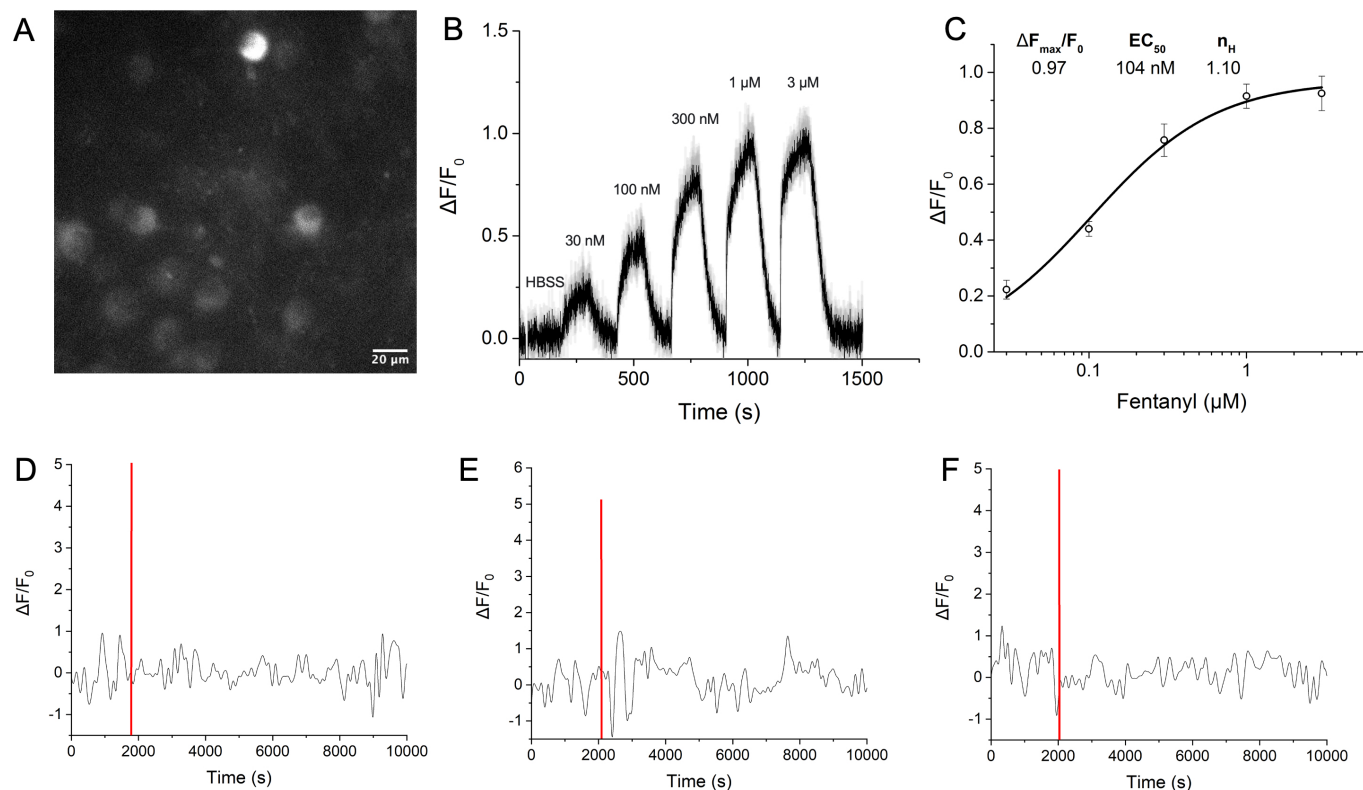 A
20 µm
B
ΔF/F0
1.5
1.0
0.5
0.0
HBSS
30 nM
100 nM
300 nM
1 µM
3 µM
0
500
1000
1500
Time (s)
C
ΔFmax/F0 EC50 nH
0.97 104 nM 1.10
ΔF/F0
1.0
0.8
0.6
0.4
0.2
0.0
0.1
1
Fentanyl (µM)
D
ΔF/F0
5
4
3
2
1
0
-1
0 2000 4000 6000 8000 10000
Time (s)
E
ΔF/F0
6
5
4
3
2
1
0
-1
0 2000 4000 6000 8000 10000
Time (s)
F
ΔF/F0
5
4
3
2
1
0
-1
0 2000 4000 6000 8000 10000
Time (s)